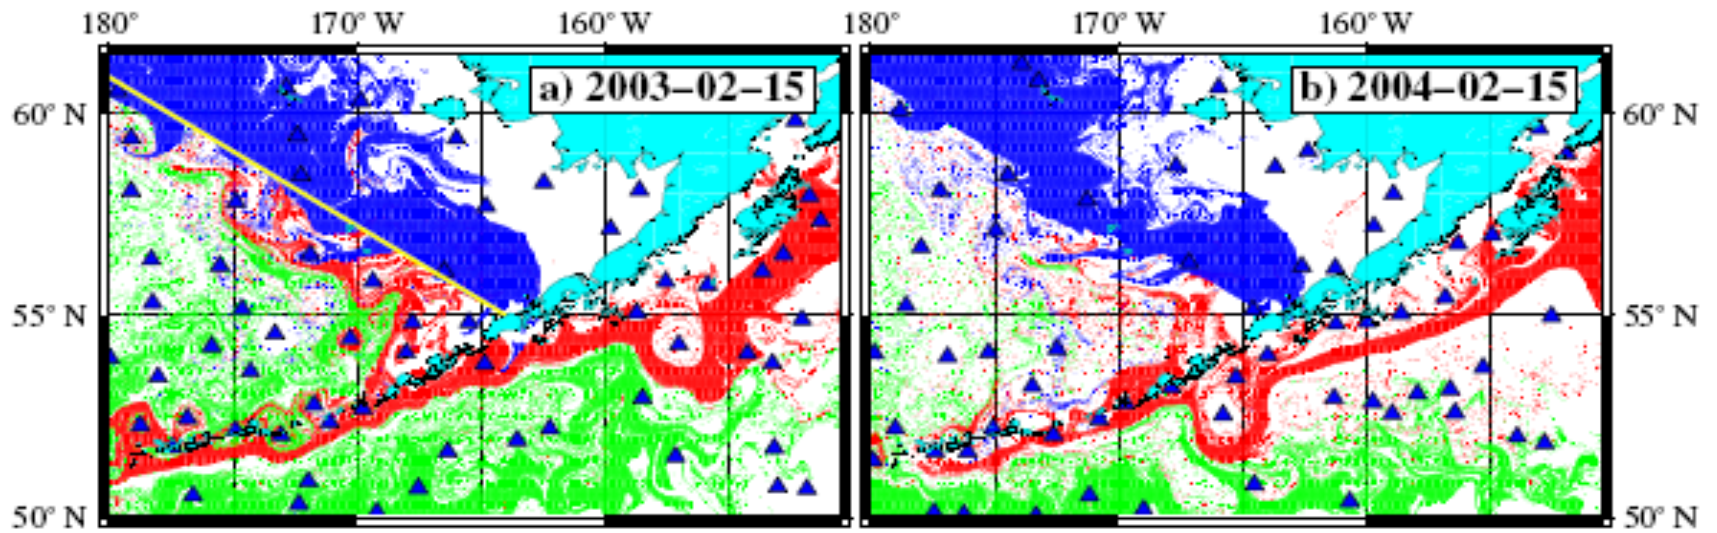 180° 170° W 160° W 180° 170° W 160° W
a) 2003–02–15 b) 2004–02–15
60° N 60° N
55° N 55° N
50° N 50° N